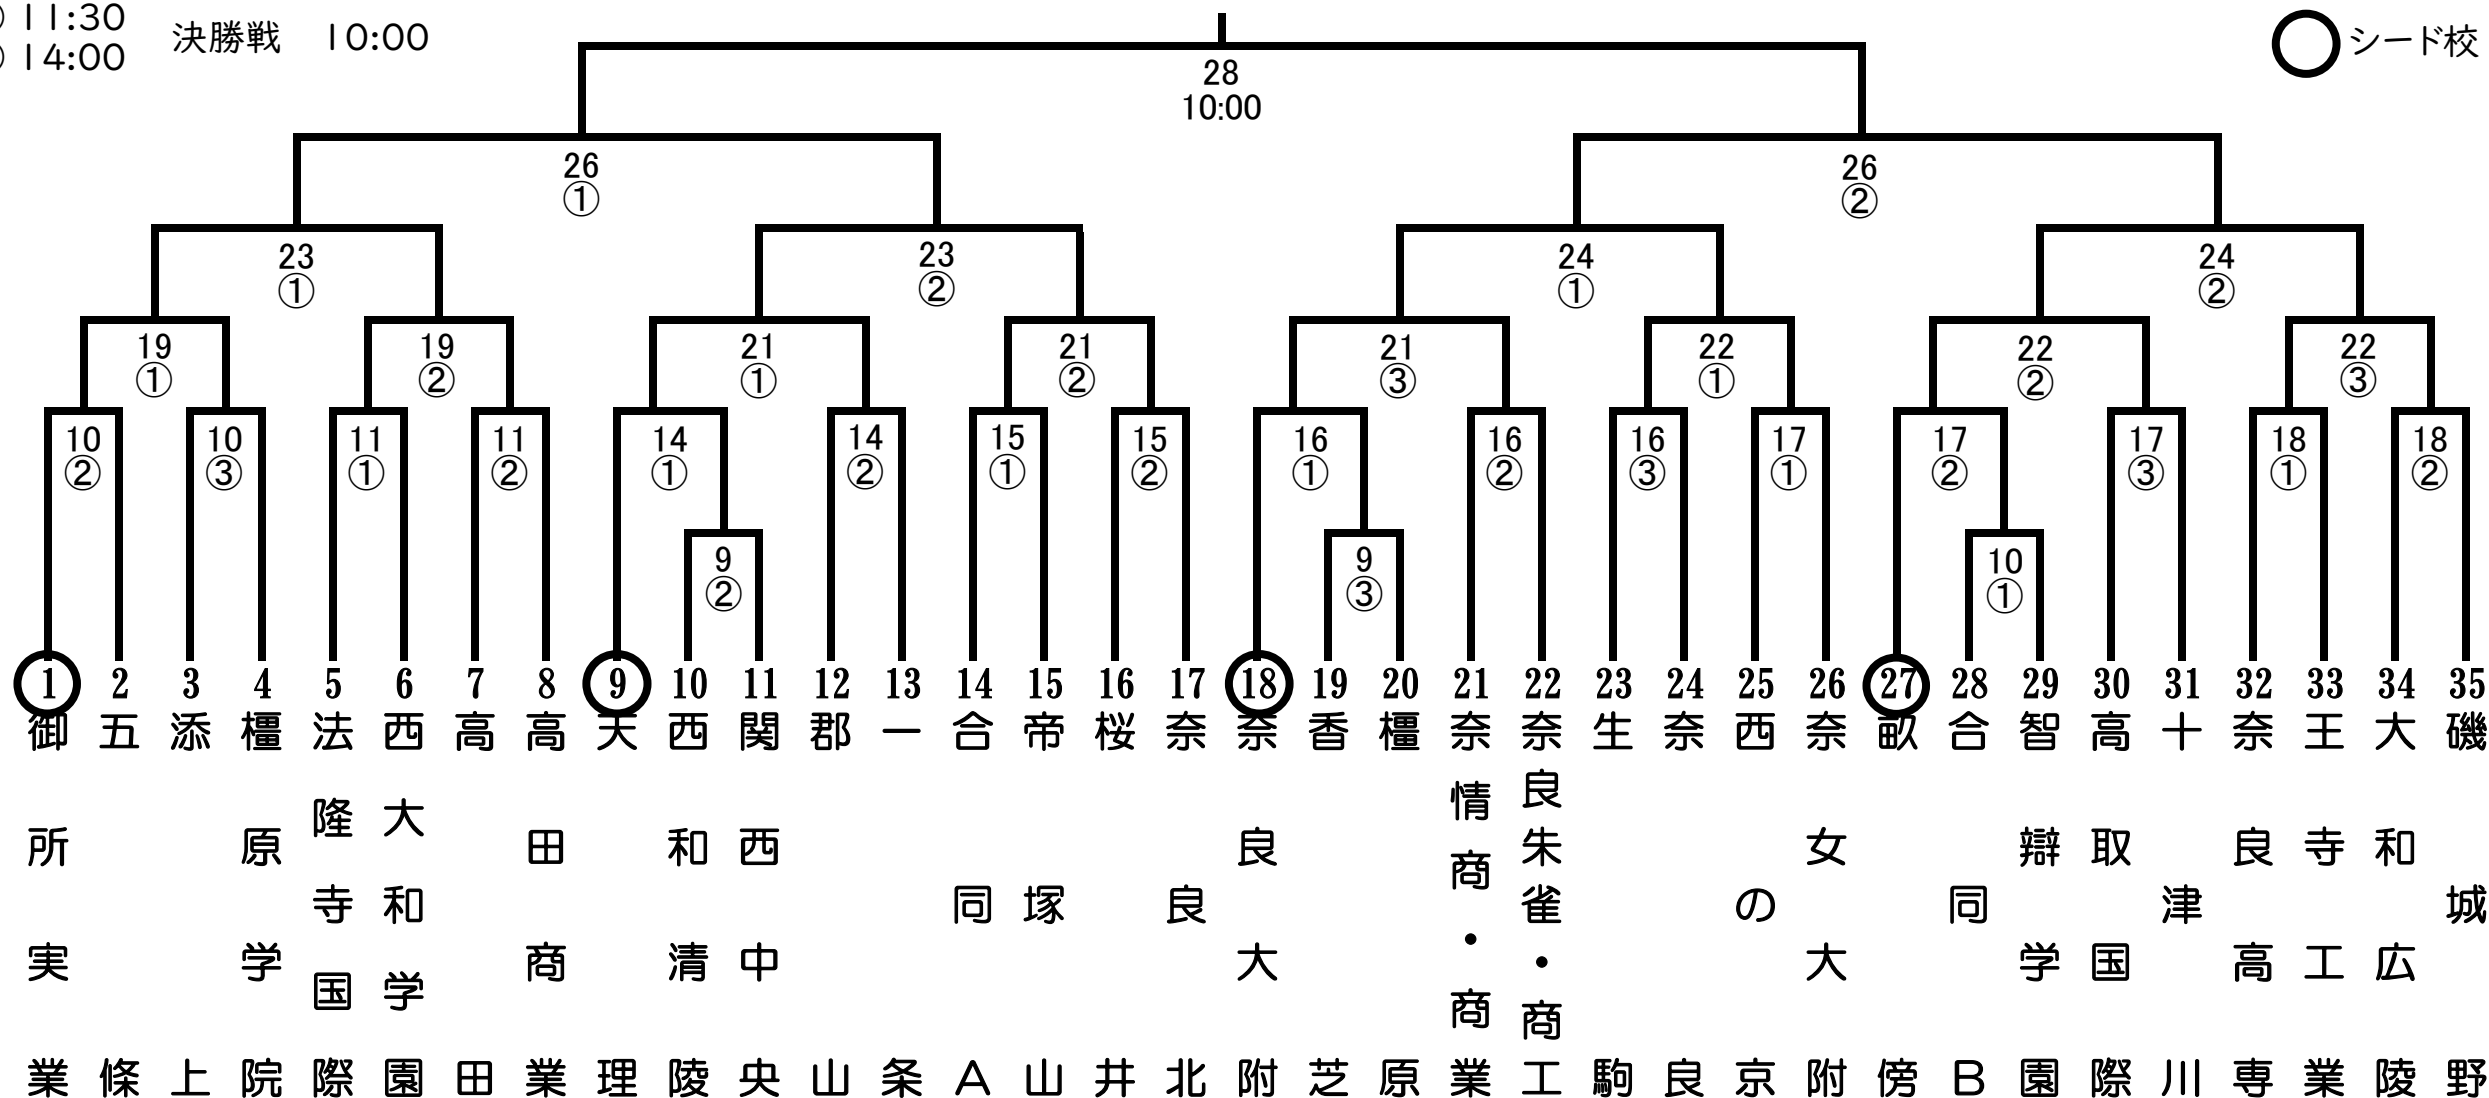 11:30
14:00
決勝戦 10:00
シード校
28
10:00
26
①
26
②
23
①
23
②
24
①
24
②
19
①
19
②
21
①
21
②
21
③
22
①
22
②
22
③
10
②
10
③
11
①
11
②
14
①
14
②
15
①
15
②
16
①
16
②
16
③
17
①
17
②
17
③
18
①
18
②
9
②
9
③
10
①
1 御所実業
2 五條
3 添上
4 橿原学院
5 法隆寺国際
6 西大和学園
7 高田
8 高田商業
9 天理
10 西和清陵
11 関西中央
12 郡山
13 一条
14 合同A
15 帝塚山
16 桜井
17 奈良北
18 奈良大附
19 香芝
20 橿原
21 奈情商・商業
22 奈良朱雀・商工
23 生駒
24 奈良
25 西の京
26 奈女大附
27 畝傍
28 合同B
29 智辯学園
30 高取国際
31 十津川
32 奈良高専
33 王寺工業
34 大和広陵
35 磯城野